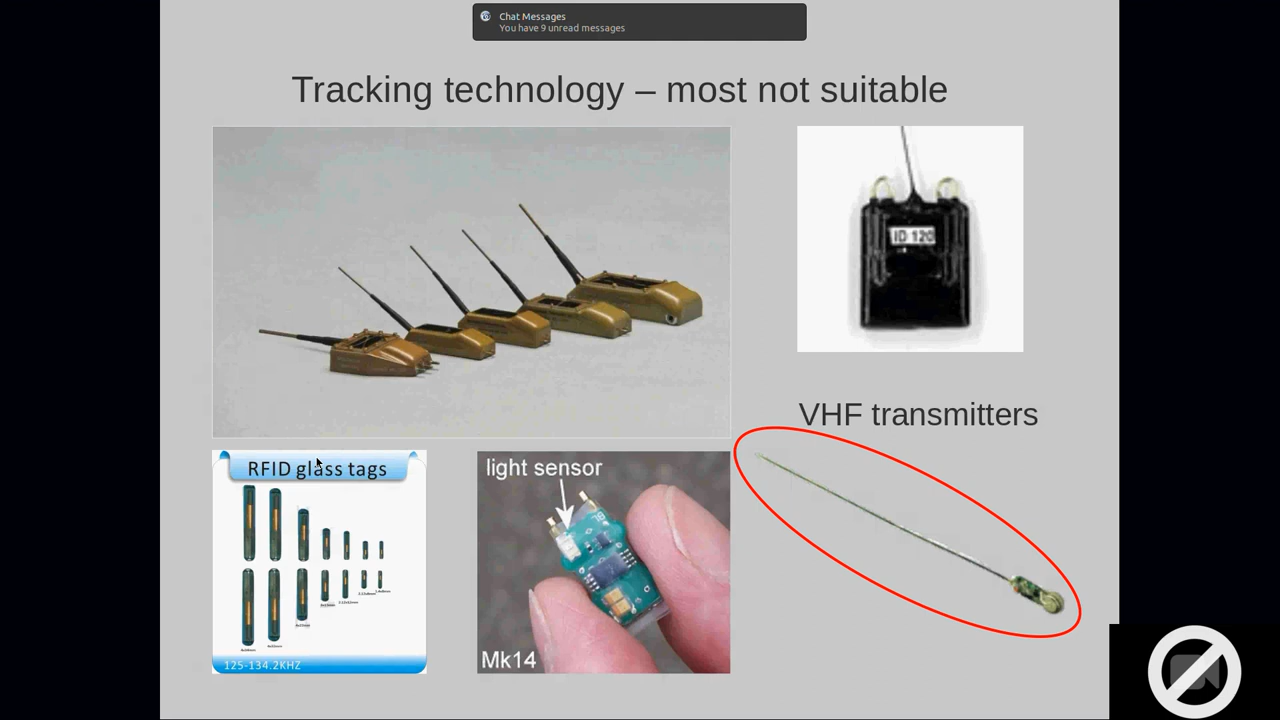 Chat Messages
You have 9 unread messages
Tracking technology – most not suitable
ID 120
VHF transmitters
RFID glass tags
light sensor
Mk14
125-134.2KHZ